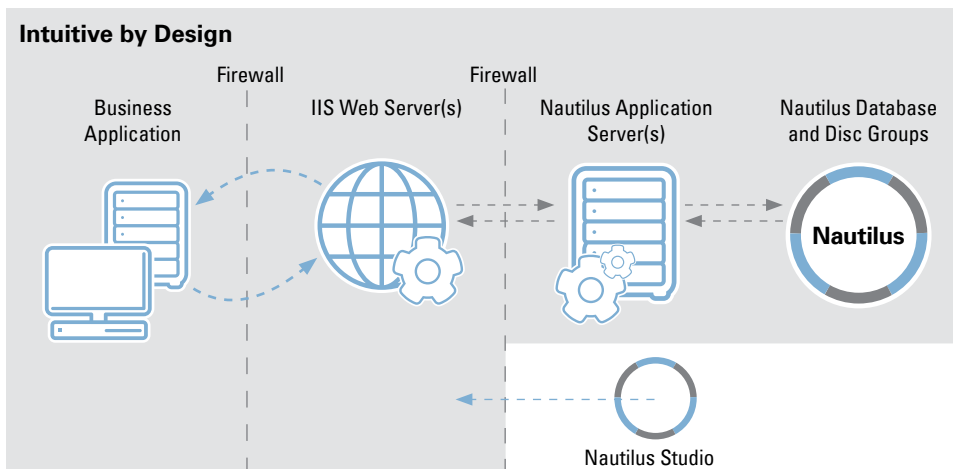 Intuitive by Design
Firewall
Firewall
Business
Application
IIS Web Server(s)
Nautilus Application
Server(s)
Nautilus Database
and Disc Groups
Nautilus
Nautilus Studio